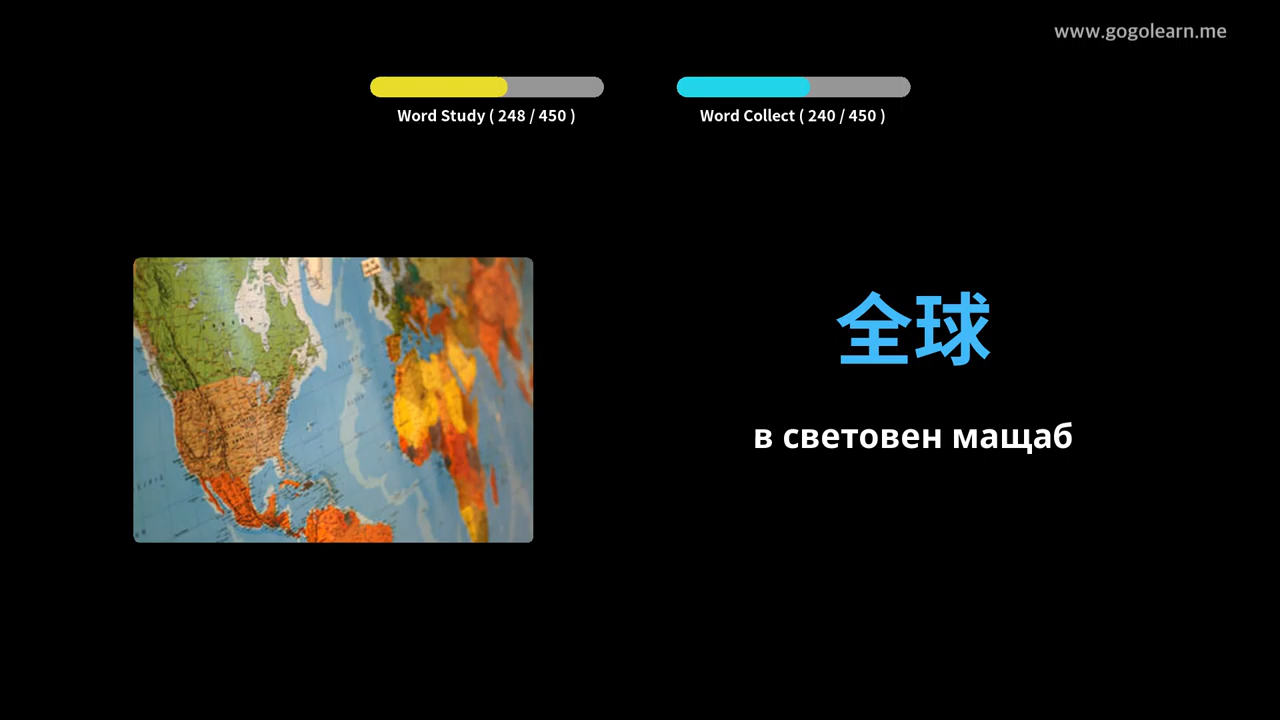 www.gogolearn.me
Word Study ( 248 / 450 )
Word Collect ( 240 / 450 )
全球
в световен мащаб